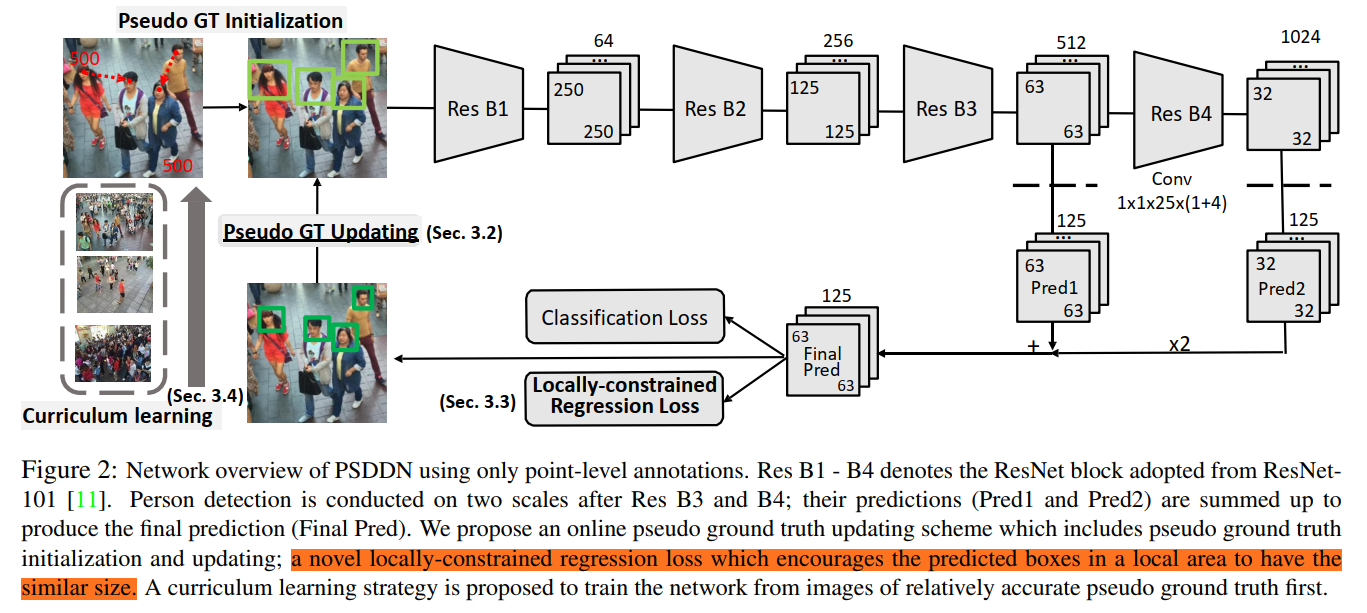 Pseudo GT Initialization
500
500
Res B1
64
...
250
250
Res B2
256
...
125
125
Res B3
512
...
63
63
Res B4
1024
...
32
32
Conv
1x1x25x(1+4)
Pseudo GT Updating (Sec. 3.2)
125
...
63
Pred1
63
125
...
32
Pred2
32
+
x2
125
63
Final
Pred
63
Classification Loss
Locally-constrained
Regression Loss
(Sec. 3.3)
(Sec. 3.4)
Curriculum learning
Figure 2: Network overview of PSDDN using only point-level annotations. Res B1 - B4 denotes the ResNet block adopted from ResNet-
101 [11]. Person detection is conducted on two scales after Res B3 and B4; their predictions (Pred1 and Pred2) are summed up to
produce the final prediction (Final Pred). We propose an online pseudo ground truth updating scheme which includes pseudo ground truth
initialization and updating; a novel locally-constrained regression loss which encourages the predicted boxes in a local area to have the
similar size. A curriculum learning strategy is proposed to train the network from images of relatively accurate pseudo ground truth first.